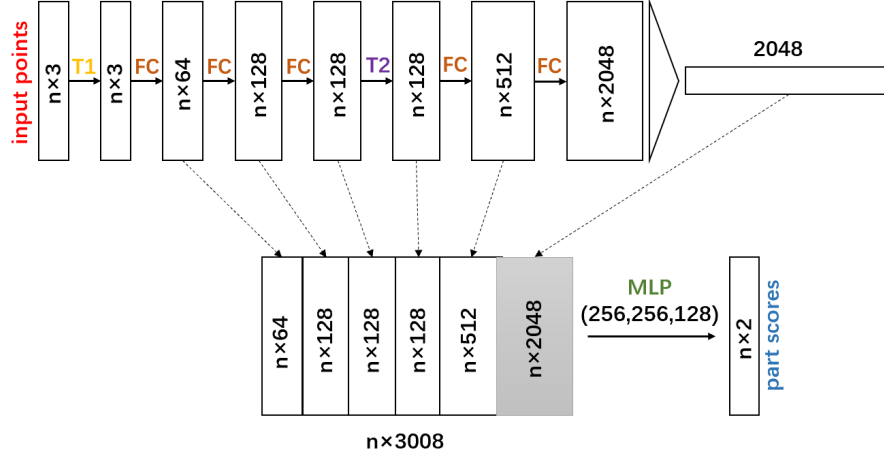 input points
n×3
T1
n×3
FC
n×64
FC
n×128
FC
n×128
T2
n×128
FC
n×512
FC
n×2048
2048
n×64
n×128
n×128
n×128
n×512
n×2048
n×3008
MLP
(256,256,128)
n×2
part scores